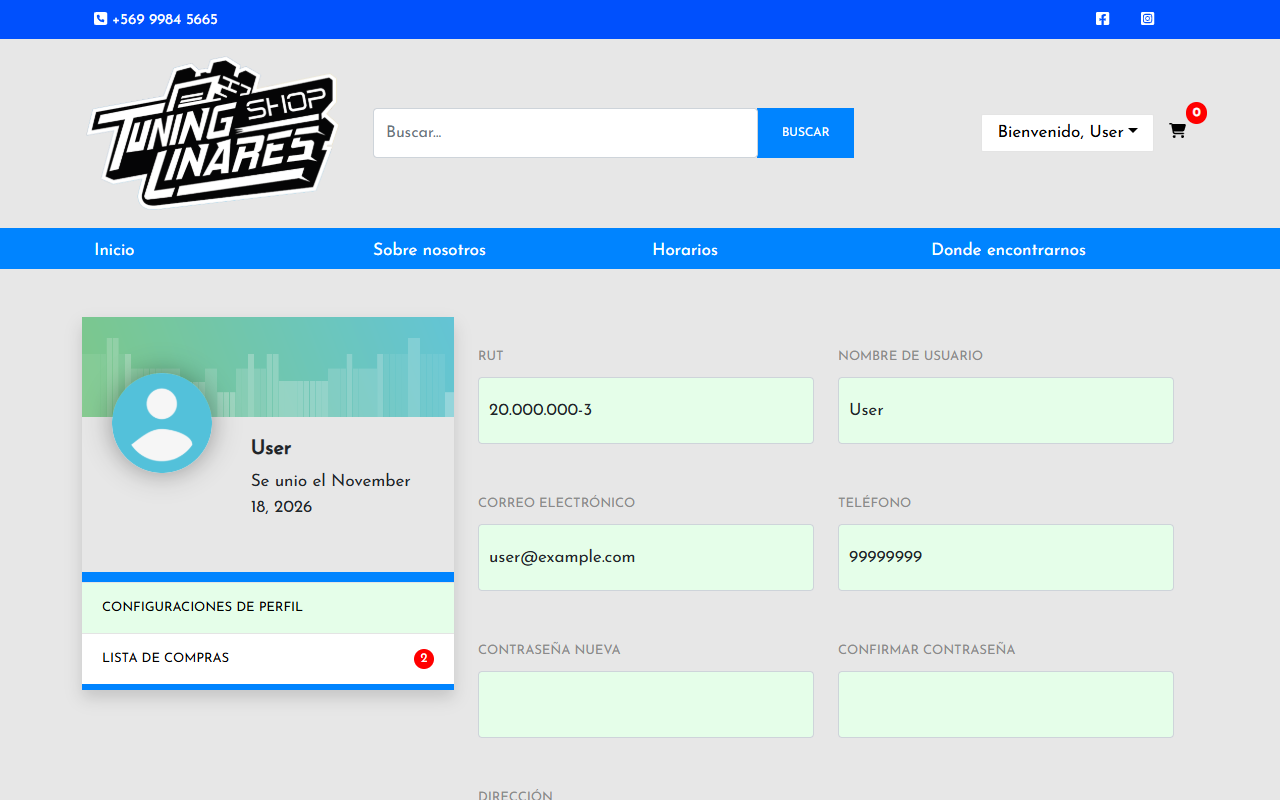 +569 9984 5665
TUNING SHOP
LINARES
Buscar...
BUSCAR
Bienvenido, User
0
Inicio
Sobre nosotros
Horarios
Donde encontrarnos
User
Se unio el November
18, 2026
CONFIGURACIONES DE PERFIL
LISTA DE COMPRAS
2
RUT
NOMBRE DE USUARIO
20.000.000-3
User
CORREO ELECTRÓNICO
TELÉFONO
user@example.com
99999999
CONTRASEÑA NUEVA
CONFIRMAR CONTRASEÑA
DIRECCIÓN